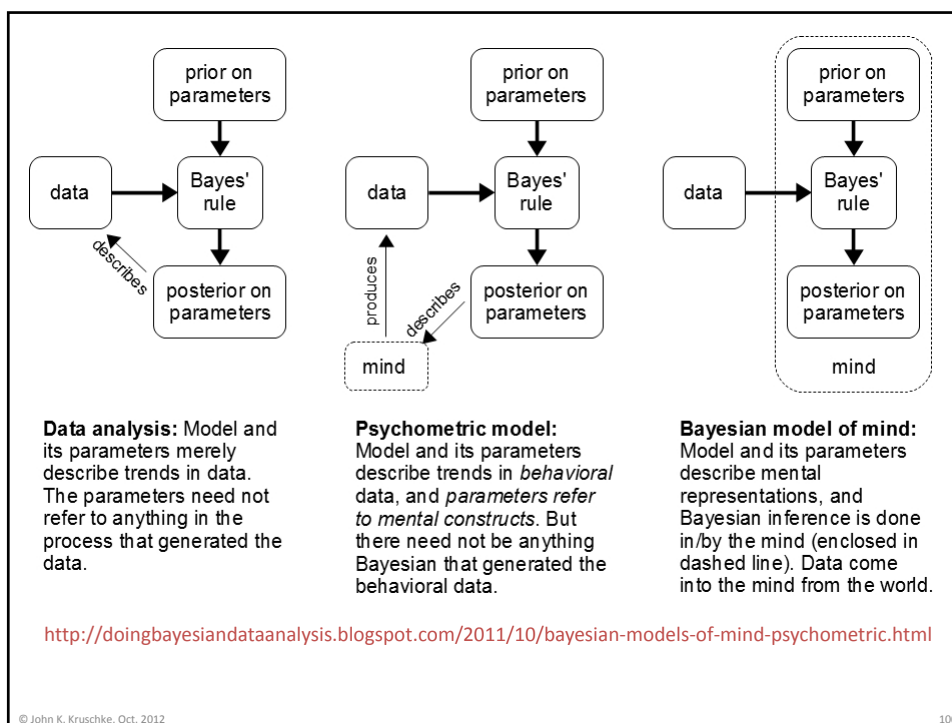 prior on
parameters
data
Bayes'
rule
describes
posterior on
parameters
prior on
parameters
data
Bayes'
rule
produces
describes
posterior on
parameters
mind
prior on
parameters
data
Bayes'
rule
posterior on
parameters
mind
Data analysis: Model and
its parameters merely
describe trends in data.
The parameters need not
refer to anything in the
process that generated the
data.
Psychometric model:
Model and its parameters
describe trends in behavioral
data, and parameters refer
to mental constructs. But
there need not be anything
Bayesian that generated the
behavioral data.
Bayesian model of mind:
Model and its parameters
describe mental
representations, and
Bayesian inference is done
in/by the mind (enclosed in
dashed line). Data come
into the mind from the world.
http://doingbayesiandataanalysis.blogspot.com/2011/10/bayesian-models-of-mind-psychometric.html
© John K. Kruschke, Oct. 2012
10